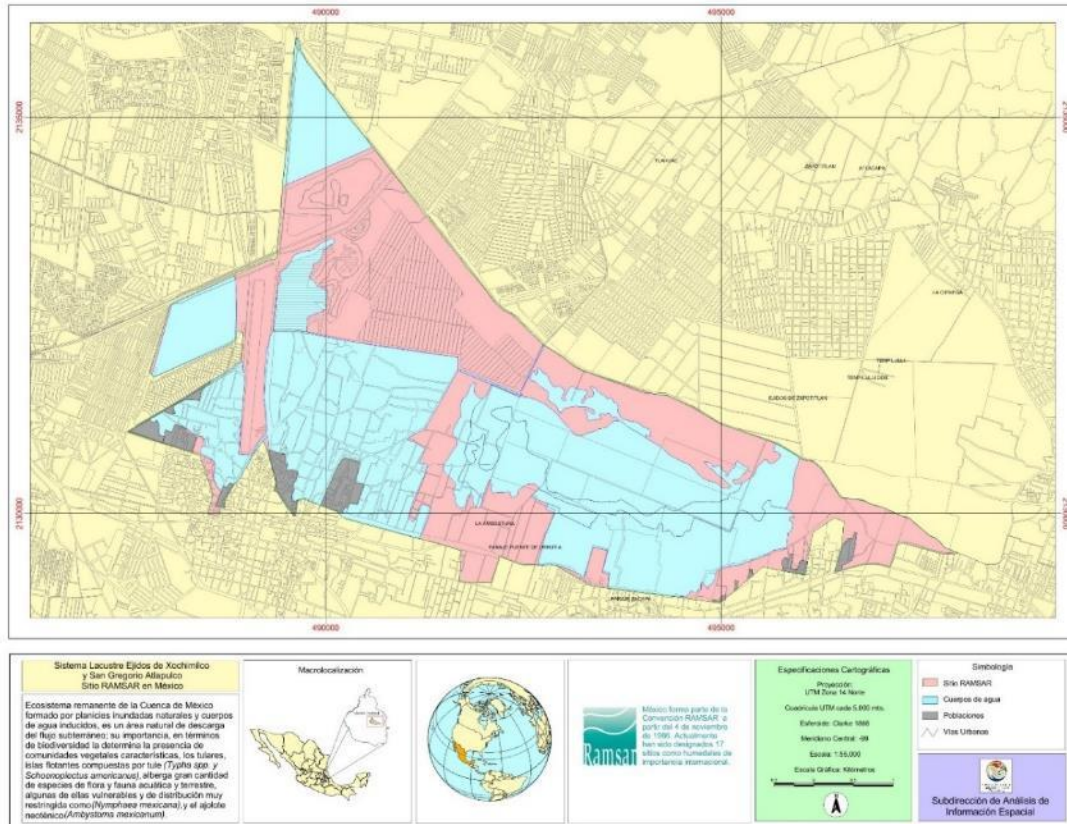 490000
495000
2135000
2135000
TLAHUAC
LA CIENEGA
2130000
2130000
490000
495000
Sistema Lacustre Ejidos de Xochimilco
y San Gregorio Atlapulco
Sitio RAMSAR en México
Ecosistema remanente de la Cuenca de México
formado por planicies inundadas naturales y cuerpos
de agua inducidos, es un área natural de descarga
del flujo subterráneo; su importancia, en términos
de biodiversidad la determina la presencia de
comunidades vegetales características, los tulares,
islas flotantes compuestas por tule (Typha spp. y
Schoenoplectus americanus), alberga gran cantidad
de especies de flora y fauna acuática y terrestre,
algunas de ellas vulnerables y de distribución muy
restringida como (Nymphaea mexicana), y el ajolote
neoténico (Ambystoma mexicanum).
Macrolocalización
Ramsar
México forma parte de la
Convención RAMSAR a
partir del 4 de noviembre
de 1986. Actualmente
han sido designados 17
sitios como humedales de
importancia internacional.
Especificaciones Cartográficas
Proyección:
UTM Zona 14 Norte
Cuadrícula UTM cada 5,000 mts.
Esferoide: Clarke 1866
Meridiano Central: -99
Escala: 1:55,000
Escala Gráfica: Kilómetros
Simbología
Sitio RAMSAR
Cuerpos de agua
Poblaciones
Vías Urbanas
Subdirección de Análisis de
Información Espacial